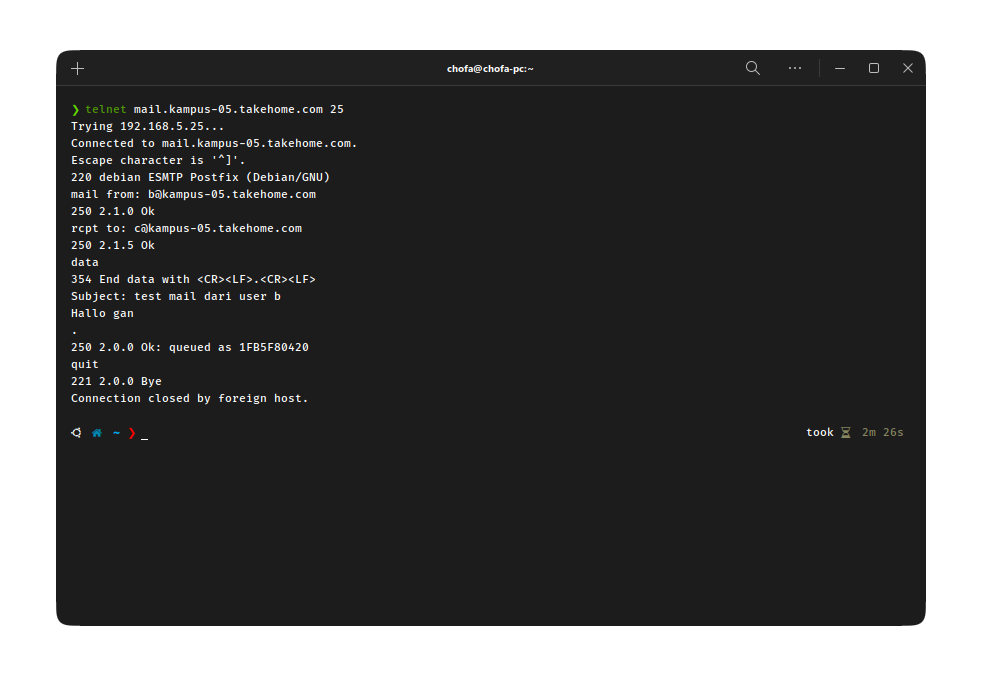 chofa@chofa-pc:~
❯ telnet mail.kampus-05.takehome.com 25
Trying 192.168.5.25...
Connected to mail.kampus-05.takehome.com.
Escape character is '^]'.
220 debian ESMTP Postfix (Debian/GNU)
mail from: b@kampus-05.takehome.com
250 2.1.0 Ok
rcpt to: c@kampus-05.takehome.com
250 2.1.5 Ok
data
354 End data with <CR><LF>.<CR><LF>
Subject: test mail dari user b
Hallo gan
.
250 2.0.0 Ok: queued as 1FB5F80420
quit
221 2.0.0 Bye
Connection closed by foreign host.
~ ❯ _ took 2m 26s